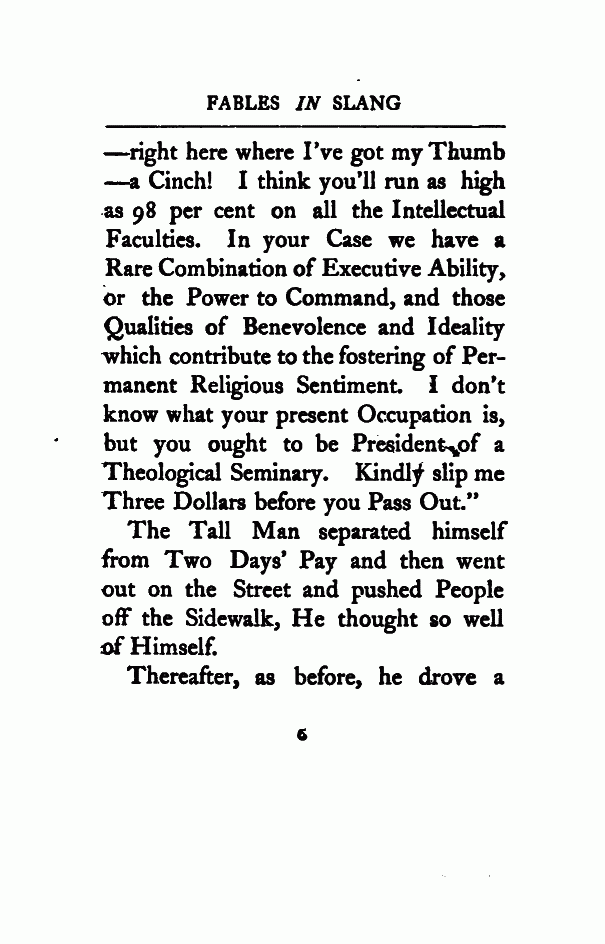 FABLES IN SLANG
—right here where I've got my Thumb
—a Cinch! I think you'll run as high
as 98 per cent on all the Intellectual
Faculties. In your Case we have a
Rare Combination of Executive Ability,
or the Power to Command, and those
Qualities of Benevolence and Ideality
which contribute to the fostering of Per-
manent Religious Sentiment. I don't
know what your present Occupation is,
but you ought to be President of a
Theological Seminary. Kindly slip me
Three Dollars before you Pass Out."
The Tall Man separated himself
from Two Days' Pay and then went
out on the Street and pushed People
off the Sidewalk, He thought so well
of Himself.
Thereafter, as before, he drove a
6